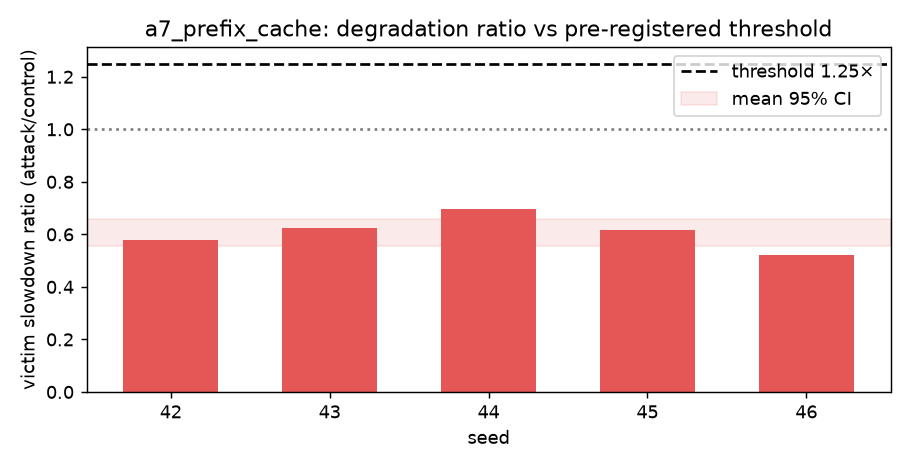 a7_prefix_cache: degradation ratio vs pre-registered threshold
victim slowdown ratio (attack/control)
1.2
1.0
0.8
0.6
0.4
0.2
0.0
threshold 1.25×
mean 95% CI
42 43 44 45 46
seed